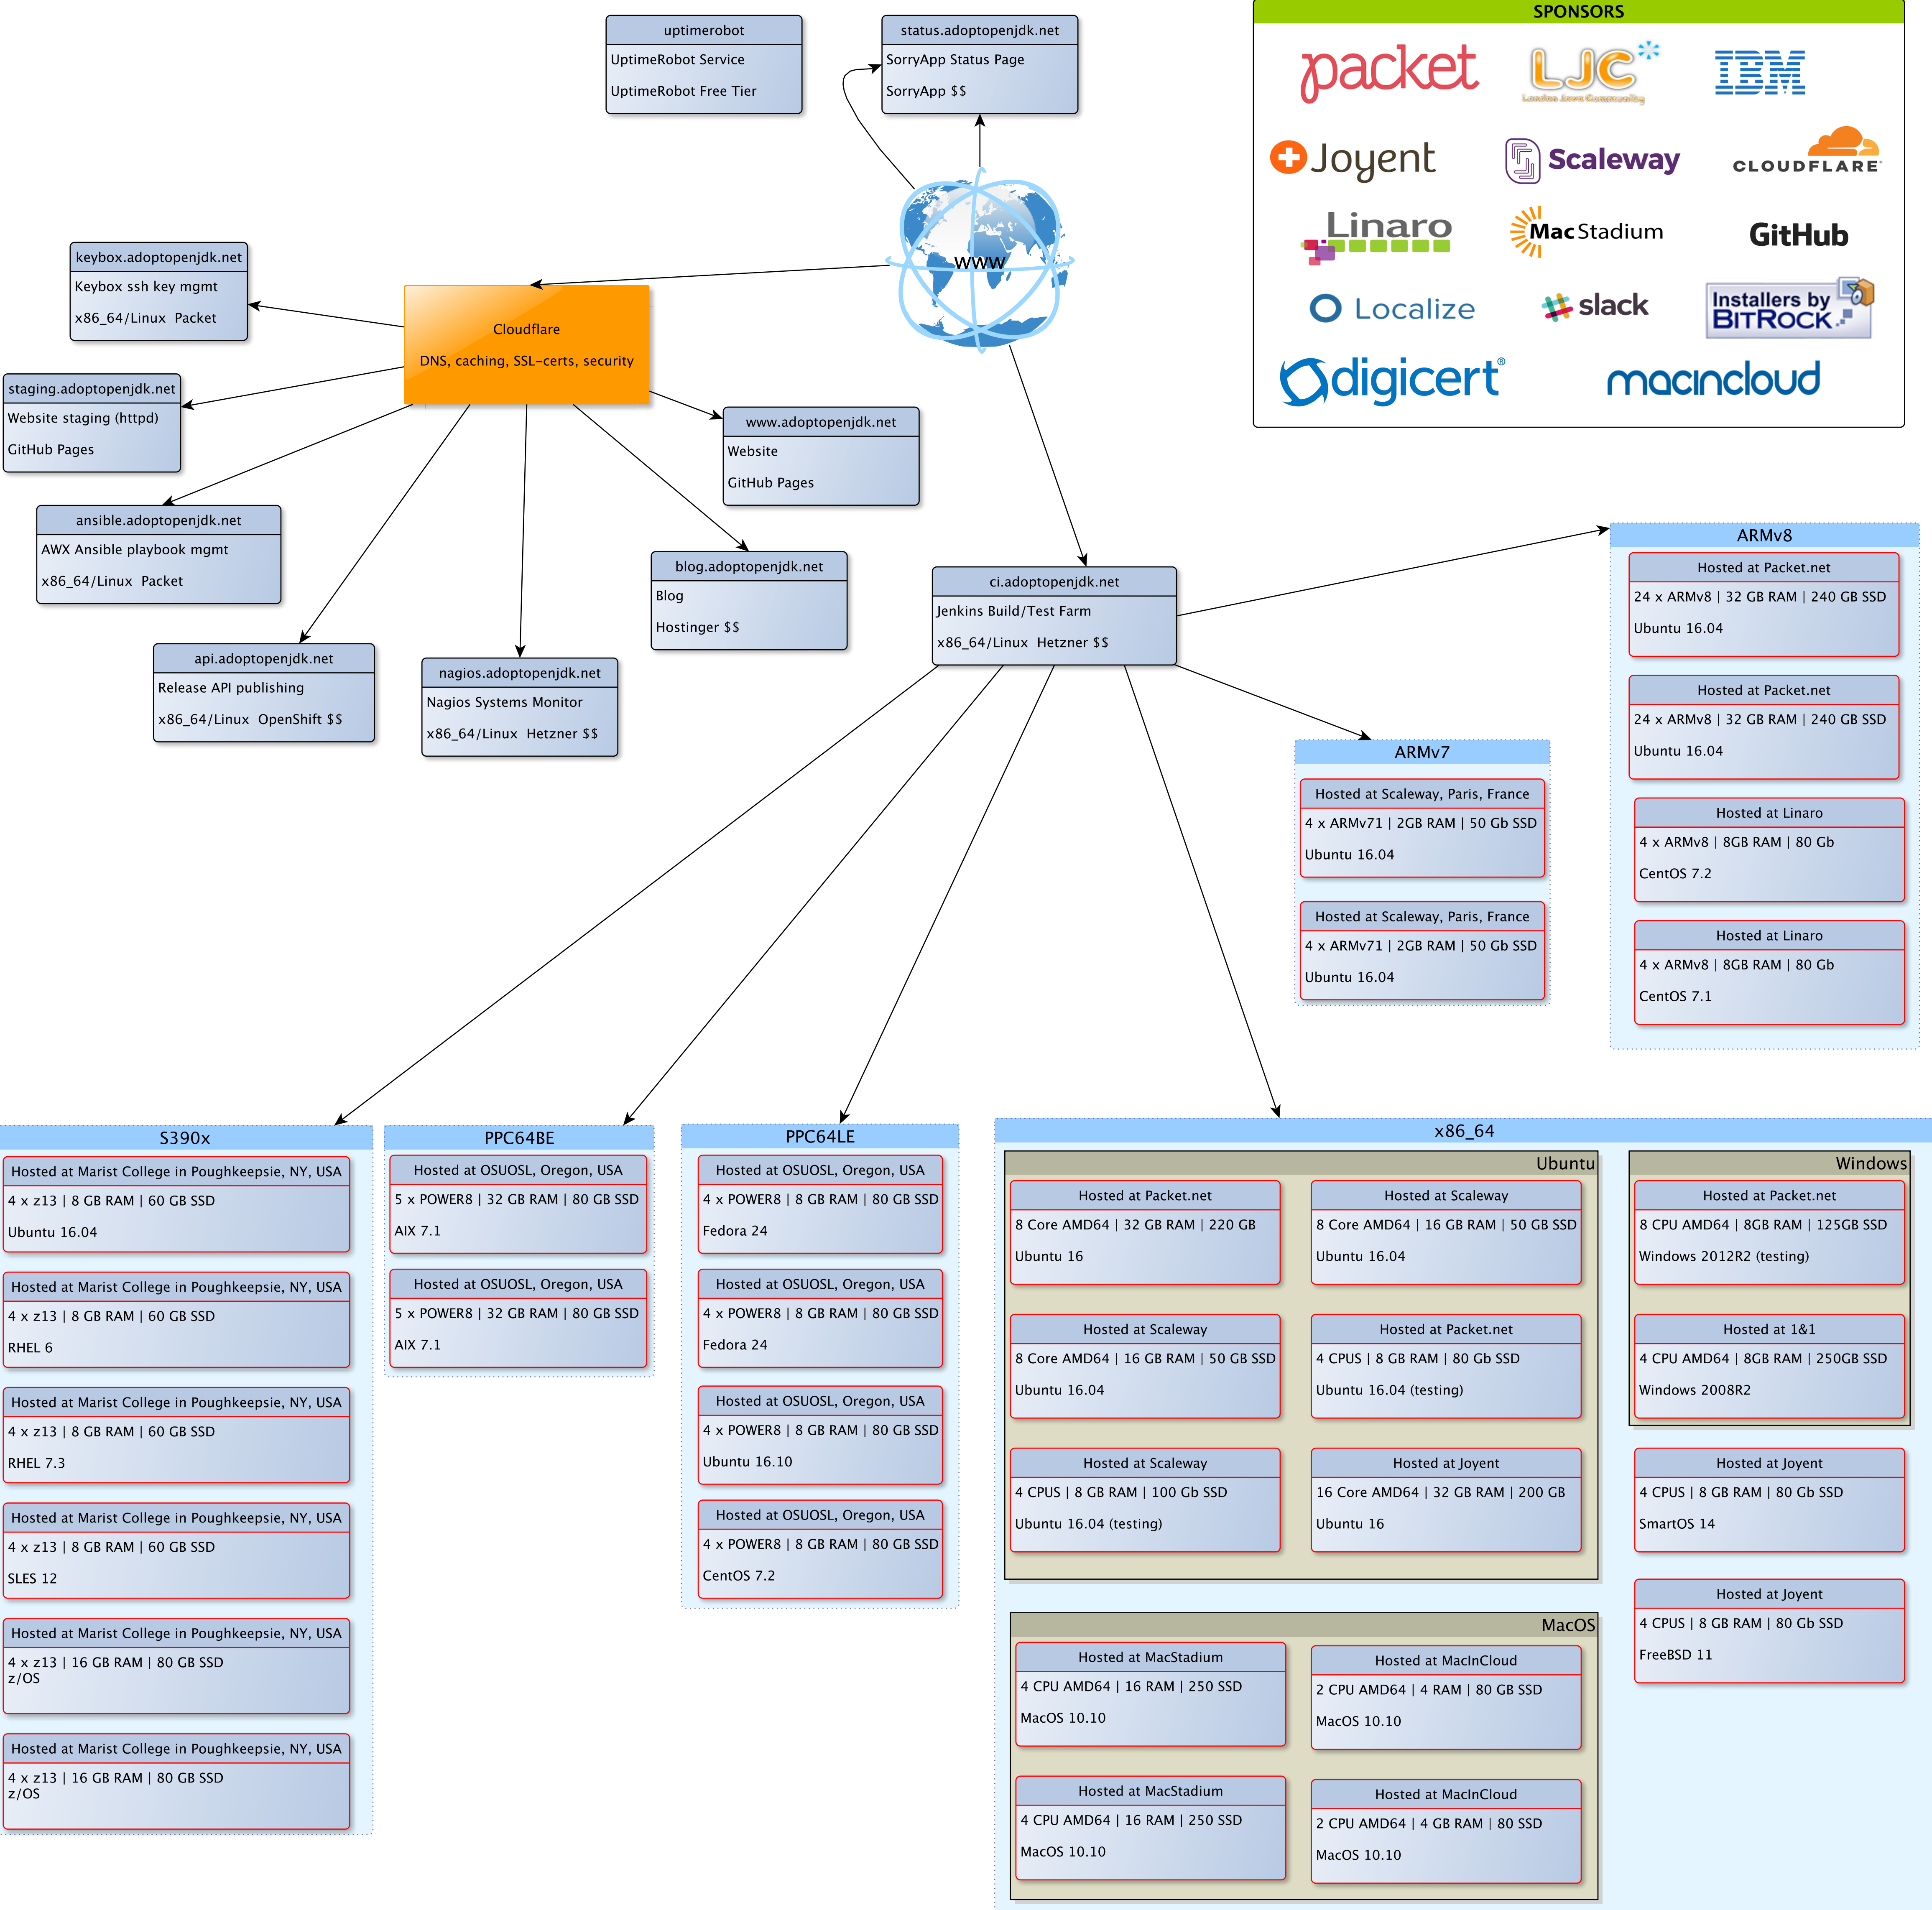 uptimerobot
UptimeRobot Service
UptimeRobot Free Tier
status.adoptopenjdk.net
SorryApp Status Page
SorryApp $$
SPONSORS
packet
LJC
London Java Community
IBM
Joyent
Scaleway
CLOUDFLARE
Linaro
MacStadium
GitHub
Localize
slack
Installers by
BITROCK
digicert®
macincloud
www
keybox.adoptopenjdk.net
Keybox ssh key mgmt
x86_64/Linux  Packet
Cloudflare
DNS, caching, SSL-certs, security
staging.adoptopenjdk.net
Website staging (httpd)
GitHub Pages
www.adoptopenjdk.net
Website
GitHub Pages
ansible.adoptopenjdk.net
AWX Ansible playbook mgmt
x86_64/Linux  Packet
blog.adoptopenjdk.net
Blog
Hostinger $$
api.adoptopenjdk.net
Release API publishing
x86_64/Linux  OpenShift $$
nagios.adoptopenjdk.net
Nagios Systems Monitor
x86_64/Linux  Hetzner $$
ci.adoptopenjdk.net
Jenkins Build/Test Farm
x86_64/Linux  Hetzner $$
ARMv8
Hosted at Packet.net
24 x ARMv8 | 32 GB RAM | 240 GB SSD
Ubuntu 16.04
Hosted at Packet.net
24 x ARMv8 | 32 GB RAM | 240 GB SSD
Ubuntu 16.04
Hosted at Linaro
4 x ARMv8 | 8GB RAM | 80 Gb
CentOS 7.2
Hosted at Linaro
4 x ARMv8 | 8GB RAM | 80 Gb
CentOS 7.1
ARMv7
Hosted at Scaleway, Paris, France
4 x ARMv71 | 2GB RAM | 50 Gb SSD
Ubuntu 16.04
Hosted at Scaleway, Paris, France
4 x ARMv71 | 2GB RAM | 50 Gb SSD
Ubuntu 16.04
S390x
Hosted at Marist College in Poughkeepsie, NY, USA
4 x z13 | 8 GB RAM | 60 GB SSD
Ubuntu 16.04
Hosted at Marist College in Poughkeepsie, NY, USA
4 x z13 | 8 GB RAM | 60 GB SSD
RHEL 6
Hosted at Marist College in Poughkeepsie, NY, USA
4 x z13 | 8 GB RAM | 60 GB SSD
RHEL 7.3
Hosted at Marist College in Poughkeepsie, NY, USA
4 x z13 | 8 GB RAM | 60 GB SSD
SLES 12
Hosted at Marist College in Poughkeepsie, NY, USA
4 x z13 | 16 GB RAM | 80 GB SSD
z/OS
Hosted at Marist College in Poughkeepsie, NY, USA
4 x z13 | 16 GB RAM | 80 GB SSD
z/OS
PPC64BE
Hosted at OSUOSL, Oregon, USA
5 x POWER8 | 32 GB RAM | 80 GB SSD
AIX 7.1
Hosted at OSUOSL, Oregon, USA
5 x POWER8 | 32 GB RAM | 80 GB SSD
AIX 7.1
PPC64LE
Hosted at OSUOSL, Oregon, USA
4 x POWER8 | 8 GB RAM | 80 GB SSD
Fedora 24
Hosted at OSUOSL, Oregon, USA
4 x POWER8 | 8 GB RAM | 80 GB SSD
Fedora 24
Hosted at OSUOSL, Oregon, USA
4 x POWER8 | 8 GB RAM | 80 GB SSD
Ubuntu 16.10
Hosted at OSUOSL, Oregon, USA
4 x POWER8 | 8 GB RAM | 80 GB SSD
CentOS 7.2
x86_64
Ubuntu
Hosted at Packet.net
8 Core AMD64 | 32 GB RAM | 220 GB
Ubuntu 16
Hosted at Scaleway
8 Core AMD64 | 16 GB RAM | 50 GB SSD
Ubuntu 16.04
Hosted at Scaleway
8 Core AMD64 | 16 GB RAM | 50 GB SSD
Ubuntu 16.04
Hosted at Packet.net
4 CPUS | 8 GB RAM | 80 Gb SSD
Ubuntu 16.04 (testing)
Hosted at Scaleway
4 CPUS | 8 GB RAM | 100 Gb SSD
Ubuntu 16.04 (testing)
Hosted at Joyent
16 Core AMD64 | 32 GB RAM | 200 GB
Ubuntu 16
Windows
Hosted at Packet.net
8 CPU AMD64 | 8GB RAM | 125GB SSD
Windows 2012R2 (testing)
Hosted at 1&1
4 CPU AMD64 | 8GB RAM | 250GB SSD
Windows 2008R2
Hosted at Joyent
4 CPUS | 8 GB RAM | 80 Gb SSD
SmartOS 14
Hosted at Joyent
4 CPUS | 8 GB RAM | 80 Gb SSD
FreeBSD 11
MacOS
Hosted at MacStadium
4 CPU AMD64 | 16 RAM | 250 SSD
MacOS 10.10
Hosted at MacInCloud
2 CPU AMD64 | 4 RAM | 80 GB SSD
MacOS 10.10
Hosted at MacStadium
4 CPU AMD64 | 16 RAM | 250 SSD
MacOS 10.10
Hosted at MacInCloud
2 CPU AMD64 | 4 GB RAM | 80 SSD
MacOS 10.10